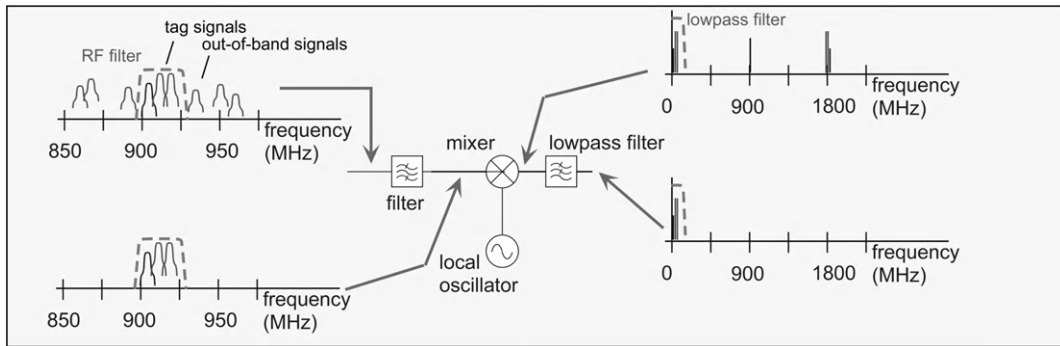 tag signals
out-of-band signals
RF filter
frequency
(MHz)
850 900 950
lowpass filter
frequency
(MHz)
0 900 1800
mixer
lowpass filter
filter
local
oscillator
frequency
(MHz)
850 900 950
frequency
(MHz)
0 900 1800